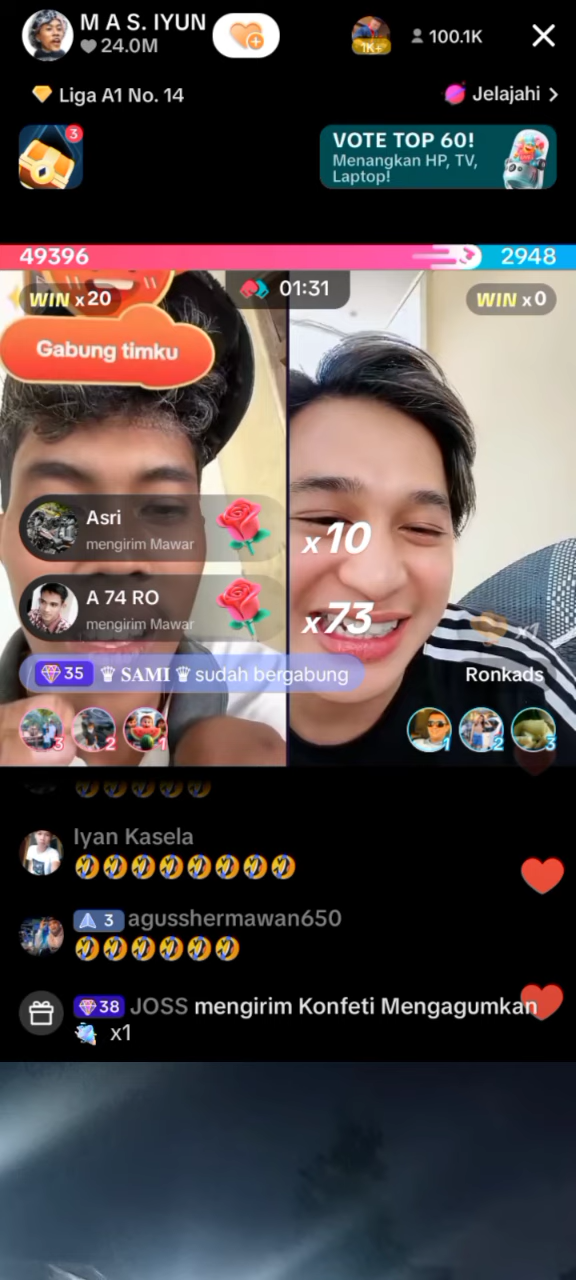 M A S. IYUN
24.0M
1K+
100.1K
Liga A1 No. 14
Jelajahi
3
VOTE TOP 60!
Menangkan HP, TV,
Laptop!
49396
2948
WIN x20
01:31
WIN x0
Gabung timku
Asri
mengirim Mawar
x10
A 74 RO
mengirim Mawar
x73
x1
35 ♛ SAMI ♛ sudah bergabung
Ronkads
3 2 1
1 2 3
Iyan Kasela
🤣🤣🤣🤣🤣🤣🤣🤣
3 agusshermawan650
🤣🤣🤣🤣🤣🤣
38 JOSS mengirim Konfeti Mengagumkan
x1